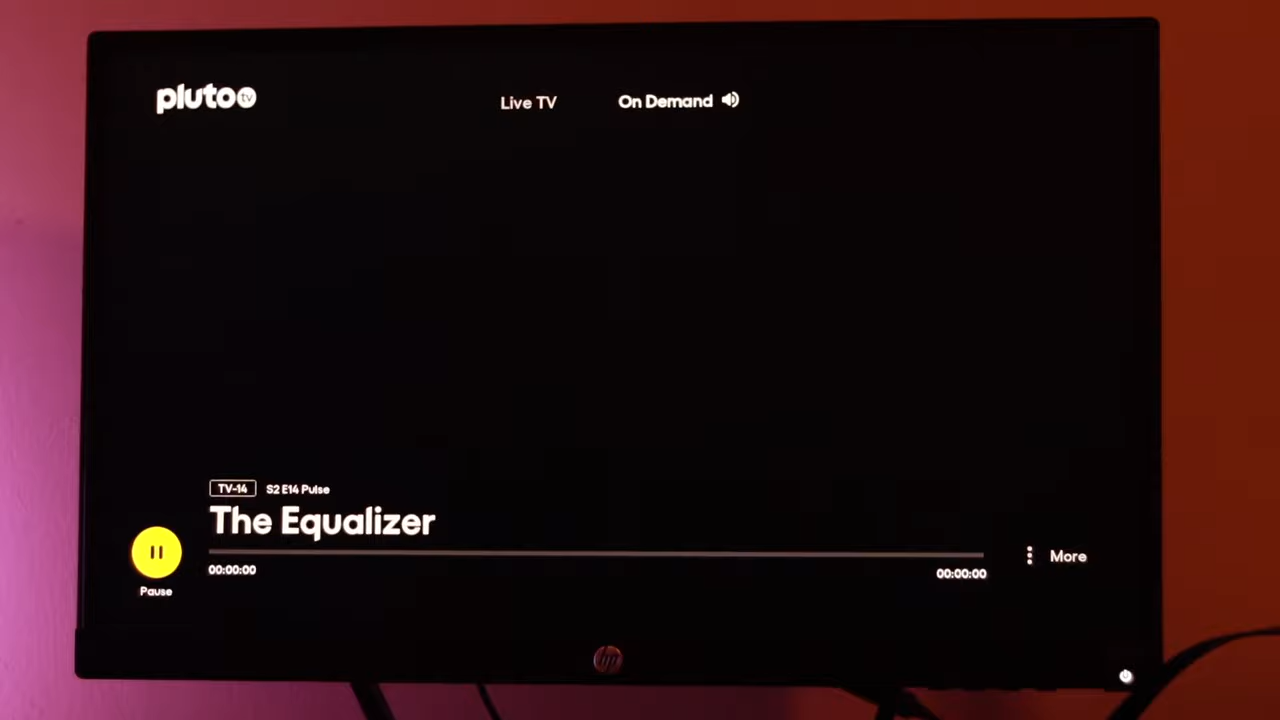 pluto tv
Live TV
On Demand
TV-14
S2 E14 Pulse
The Equalizer
00:00:00
00:00:00
More
Pause
hp